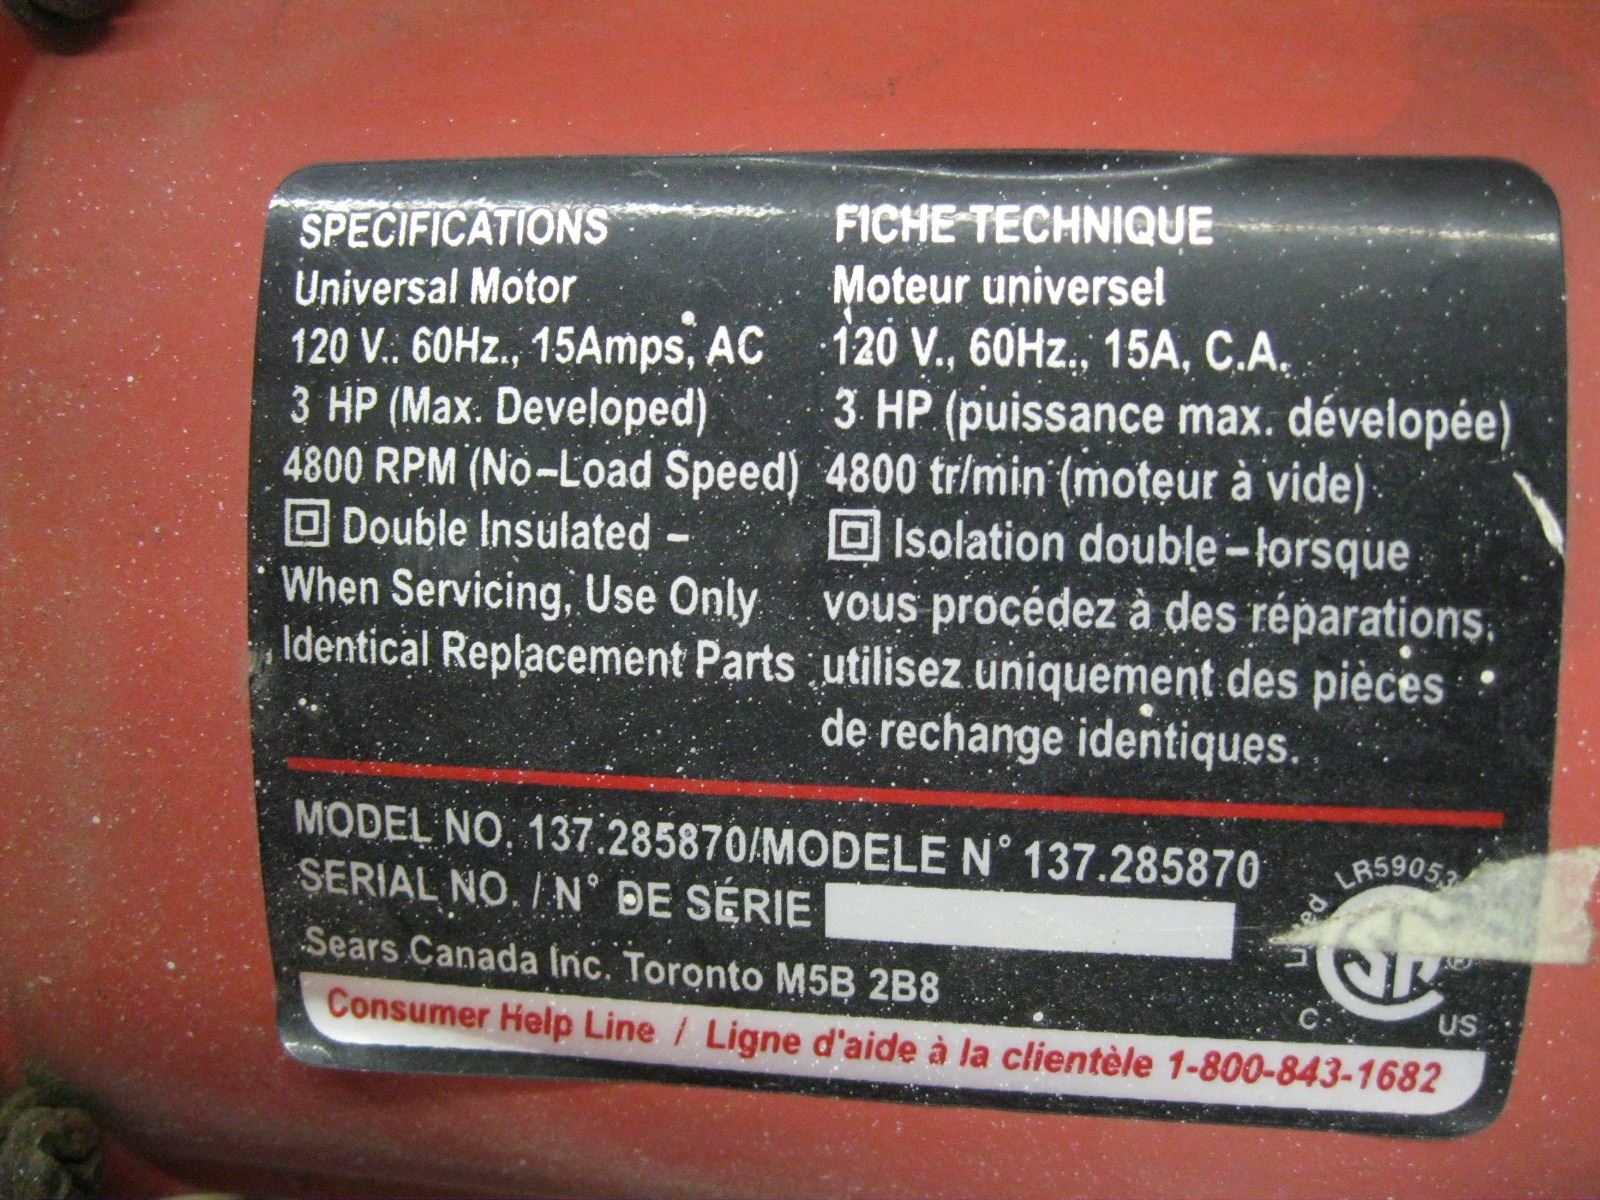 SPECIFICATIONS
Universal Motor
120 V.. 60Hz., 15Amps, AC
3 HP (Max. Developed)
4800 RPM (No-Load Speed)
Double Insulated –
When Servicing, Use Only
Identical Replacement Parts
FICHE TECHNIQUE
Moteur universel
120 V., 60Hz., 15A, C.A.
3 HP (puissance max. dévelopée)
4800 tr/min (moteur à vide)
Isolation double – lorsque
vous procédez à des réparations,
utilisez uniquement des pièces
de rechange identiques.
MODEL NO. 137.285870/MODELE N° 137.285870
SERIAL NO. / N° DE SÉRIE
Sears Canada Inc. Toronto M5B 2B8
LR59053
C US
Consumer Help Line / Ligne d'aide à la clientèle 1-800-843-1682